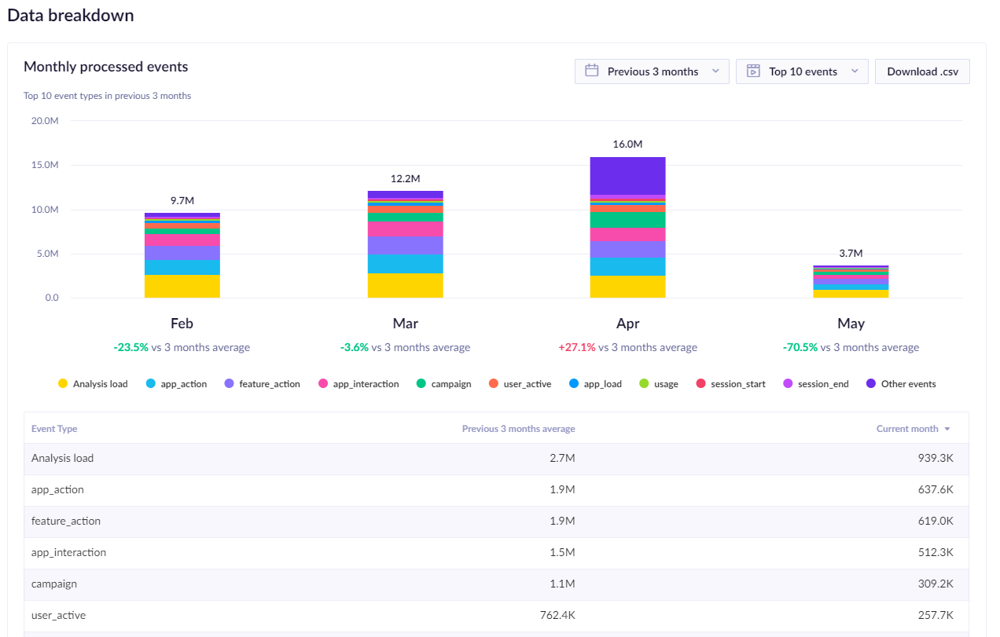 Data breakdown
Monthly processed events
Previous 3 months
Top 10 events
Download .csv
Top 10 event types in previous 3 months
20.0M
15.0M
10.0M
5.0M
0.0
9.7M
12.2M
16.0M
3.7M
Feb
Mar
Apr
May
-23.5% vs 3 months average
-3.6% vs 3 months average
+27.1% vs 3 months average
-70.5% vs 3 months average
Analysis load app_action feature_action app_interaction campaign user_active app_load usage session_start session_end Other events
Event Type Previous 3 months average Current month
Analysis load 2.7M 939.3K
app_action 1.9M 637.6K
feature_action 1.9M 619.0K
app_interaction 1.5M 512.3K
campaign 1.1M 309.2K
user_active 762.4K 257.7K